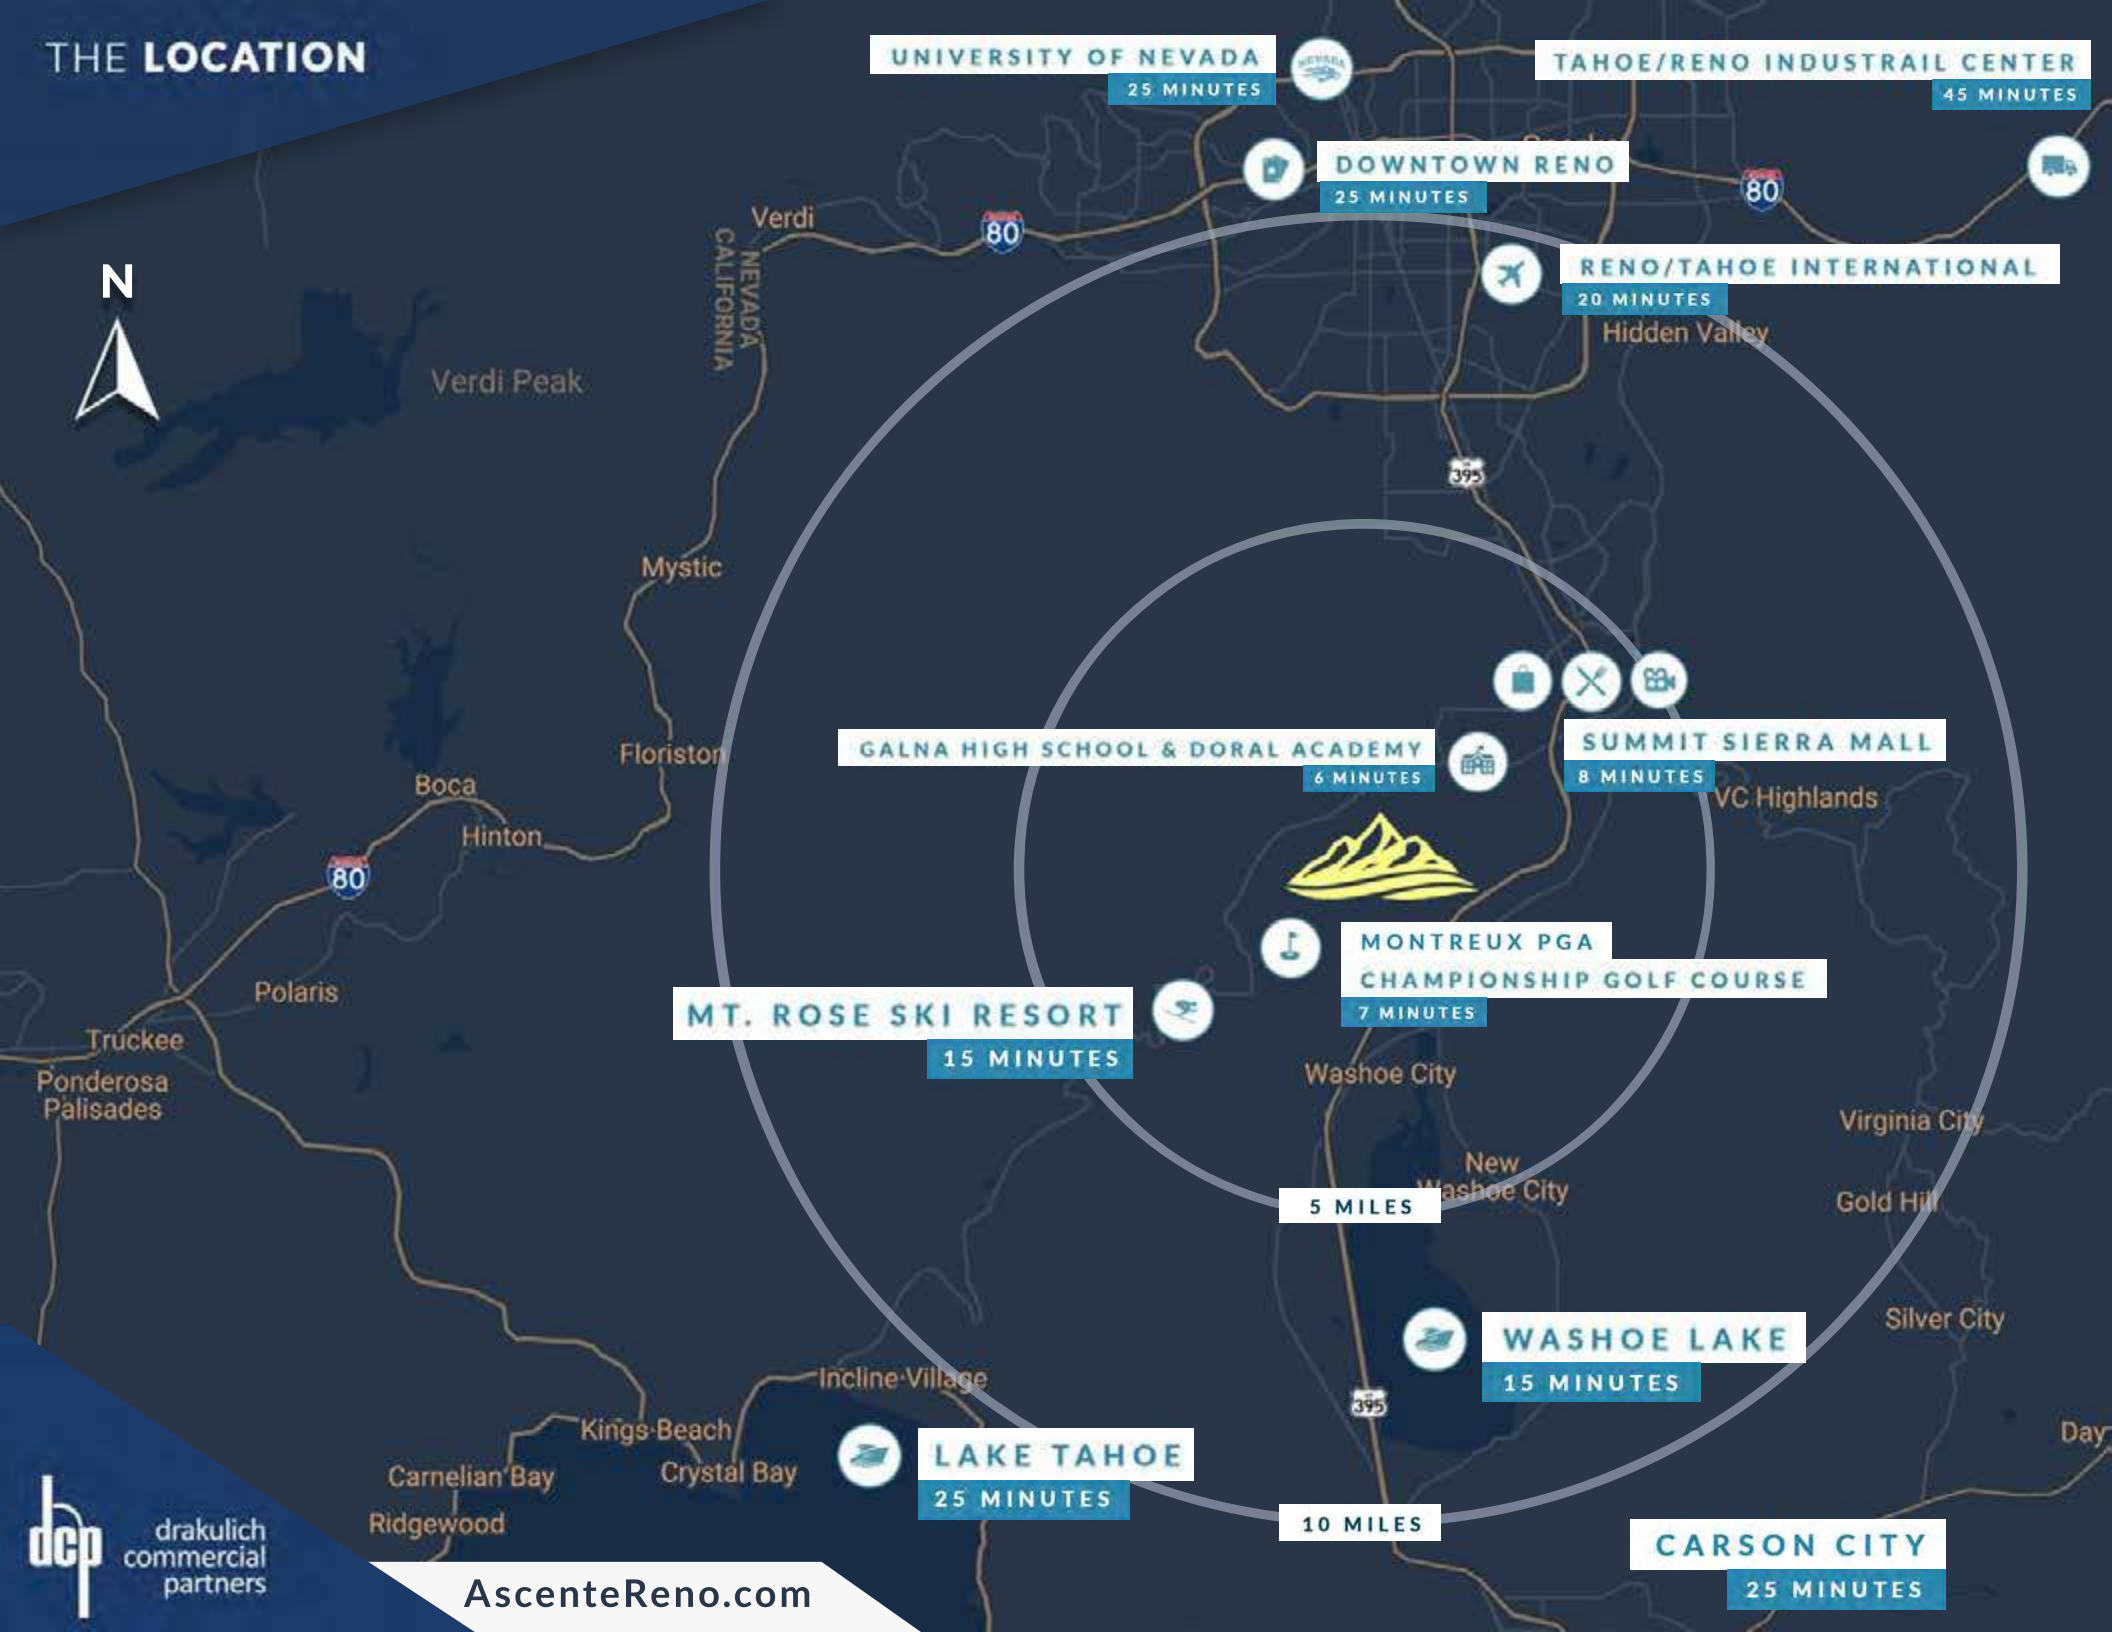 THE LOCATION
UNIVERSITY OF NEVADA
25 MINUTES
TAHOE/RENO INDUSTRAIL CENTER
45 MINUTES
NEVADA
DOWNTOWN RENO
25 MINUTES
80
Verdi
80
NEVADA
CALIFORNIA
RENO/TAHOE INTERNATIONAL
20 MINUTES
N
Hidden Valley
Verdi Peak
395
Mystic
GALNA HIGH SCHOOL & DORAL ACADEMY
6 MINUTES
SUMMIT SIERRA MALL
8 MINUTES
Floriston
Boca
VC Highlands
Hinton
80
MONTREUX PGA
CHAMPIONSHIP GOLF COURSE
7 MINUTES
Polaris
MT. ROSE SKI RESORT
15 MINUTES
Truckee
Ponderosa
Palisades
Washoe City
Virginia City
New
Washoe City
5 MILES
Gold Hill
Silver City
WASHOE LAKE
15 MINUTES
Incline Village
395
Kings Beach
Day
LAKE TAHOE
25 MINUTES
Carnelian Bay
Crystal Bay
Ridgewood
10 MILES
CARSON CITY
25 MINUTES
dcp
drakulich
commercial
partners
AscenteReno.com